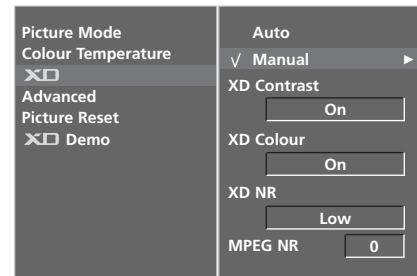 Picture Mode
Colour Temperature
XD
Advanced
Picture Reset
XD Demo
Auto
√ Manual ►
XD Contrast
On
XD Colour
On
XD NR
Low
MPEG NR 0